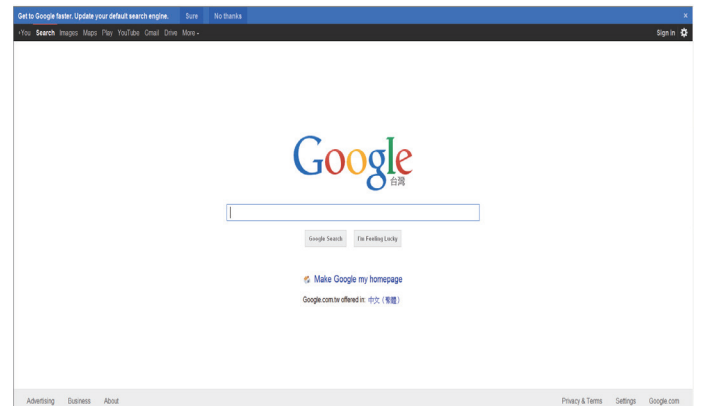 Get to Google faster. Update your default search engine. Sure No thanks x
+You Search Images Maps Play YouTube Gmail Drive More Sign in
Google
台灣
Google Search I'm Feeling Lucky
Make Google my homepage
Google.com.tw offered in: 中文（繁體）
Advertising Business About Privacy & Terms Settings Google.com